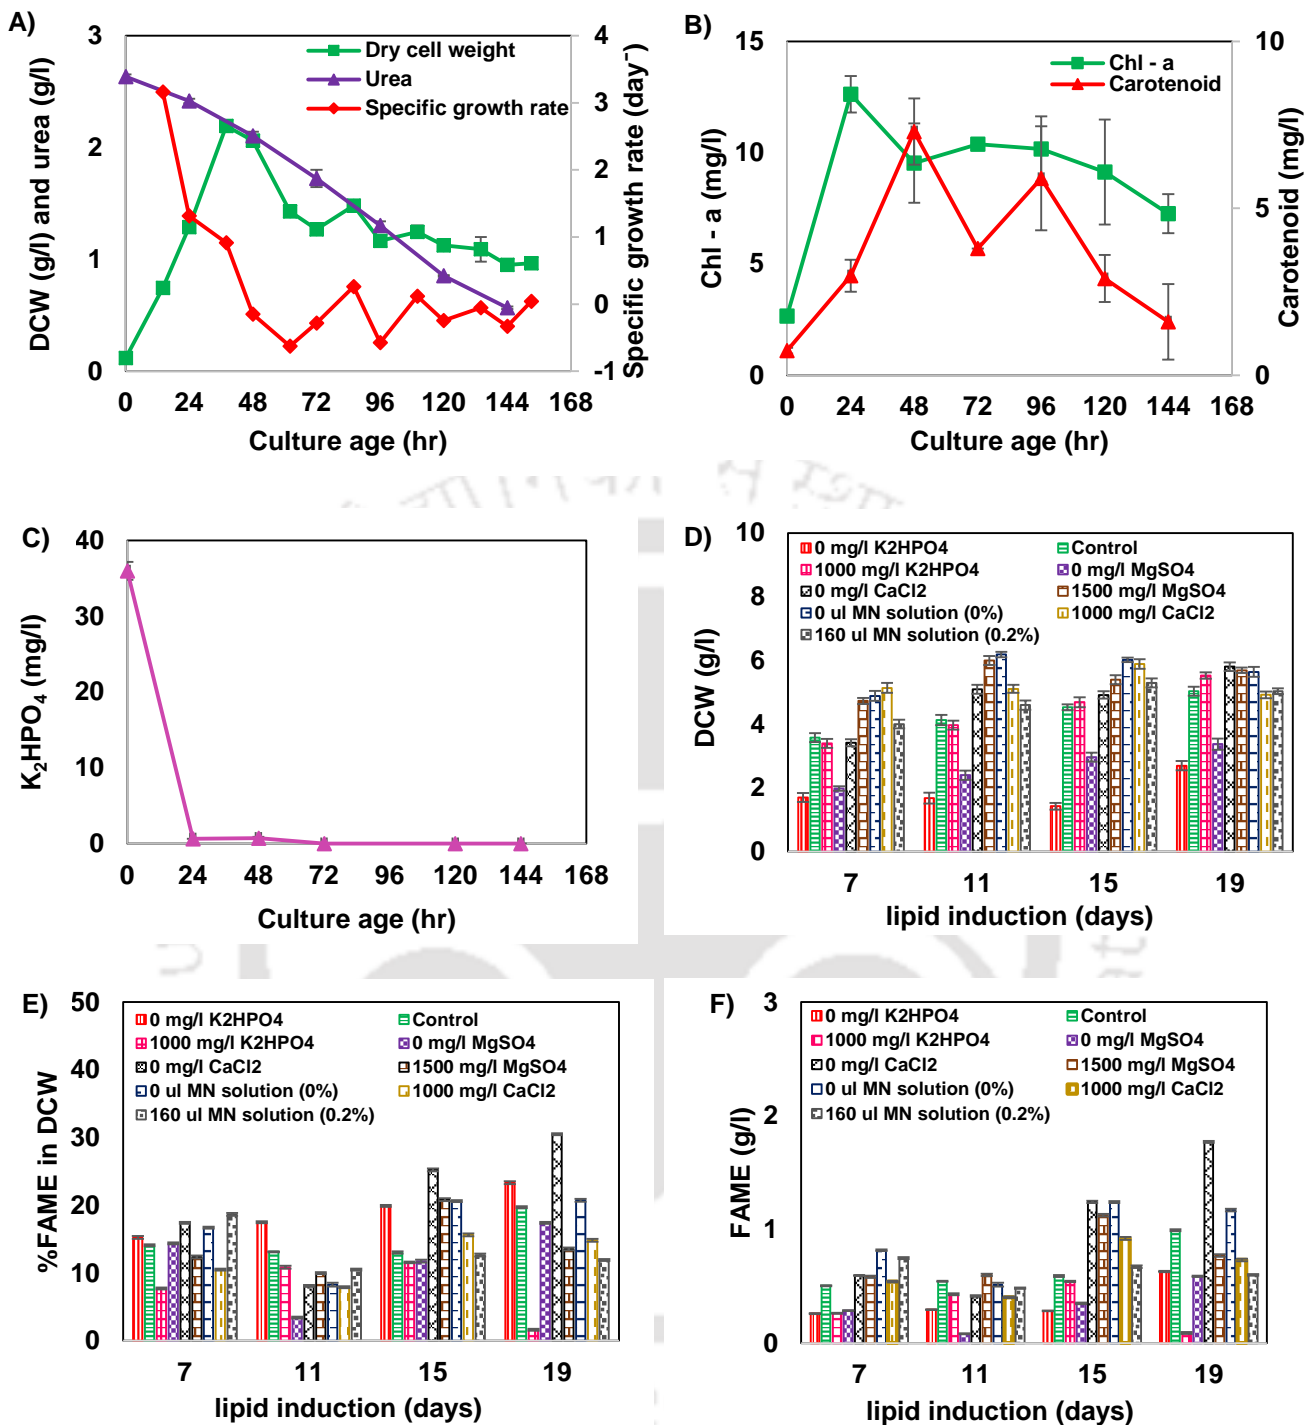 A)
3
2
1
0
DCW (g/l) and urea (g/l)
Dry cell weight
Urea
Specific growth rate
4
3
2
1
0
-1
Specific growth rate (day⁻)
0 24 48 72 96 120 144 168
Culture age (hr)
B)
15
10
5
0
Chl - a (mg/l)
Chl - a
Carotenoid
10
5
0
Carotenoid (mg/l)
0 24 48 72 96 120 144 168
Culture age (hr)
C)
40
30
20
10
0
K₂HPO₄ (mg/l)
0 24 48 72 96 120 144 168
Culture age (hr)
D)
10
8
6
4
2
0
DCW (g/l)
0 mg/l K2HPO4 Control
1000 mg/l K2HPO4 0 mg/l MgSO4
0 mg/l CaCl2 1500 mg/l MgSO4
0 ul MN solution (0%) 1000 mg/l CaCl2
160 ul MN solution (0.2%)
7 11 15 19
lipid induction (days)
E)
50
40
30
20
10
0
%FAME in DCW
0 mg/l K2HPO4 Control
1000 mg/l K2HPO4 0 mg/l MgSO4
0 mg/l CaCl2 1500 mg/l MgSO4
0 ul MN solution (0%) 1000 mg/l CaCl2
160 ul MN solution (0.2%)
7 11 15 19
lipid induction (days)
F)
3
2
1
0
FAME (g/l)
0 mg/l K2HPO4 Control
1000 mg/l K2HPO4 0 mg/l MgSO4
0 mg/l CaCl2 1500 mg/l MgSO4
0 ul MN solution (0%) 1000 mg/l CaCl2
160 ul MN solution (0.2%)
7 11 15 19
lipid induction (days)